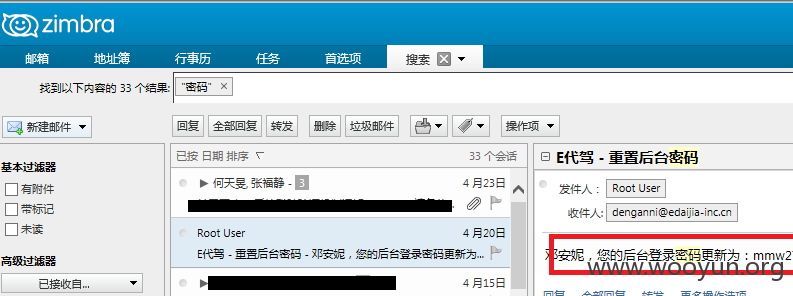 zimbra
邮箱 地址簿 行事历 任务 首选项 搜索
找到以下内容的 33 个结果: "密码"
新建邮件 回复 全部回复 转发 删除 垃圾邮件 操作项
基本过滤器
有附件
带标记
未读
高级过滤器
已接收自...
已按 日期 排序 33 个会话
何天旻, 张福静 - 3 4 月23日
Root User 4 月20日
E代驾 - 重置后台密码 - 邓安妮，您的后台登录密码更新为：mmw2...
4 月15日
E代驾 - 重置后台密码
发件人： Root User
收件人: denganni@edaijia-inc.cn
邓安妮，您的后台登录密码更新为：mmw2
www.wooyun.org
回复 全部回复 转发 更多操作选项